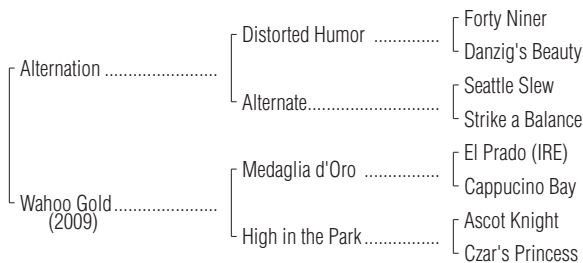 Forty Niner
Distorted Humor ..............
Danzig's Beauty
Alternation ........................
Seattle Slew
Alternate............................
Strike a Balance
El Prado (IRE)
Medaglia d'Oro ................
Cappucino Bay
Wahoo Gold......................
(2009)
Ascot Knight
High in the Park................
Czar's Princess